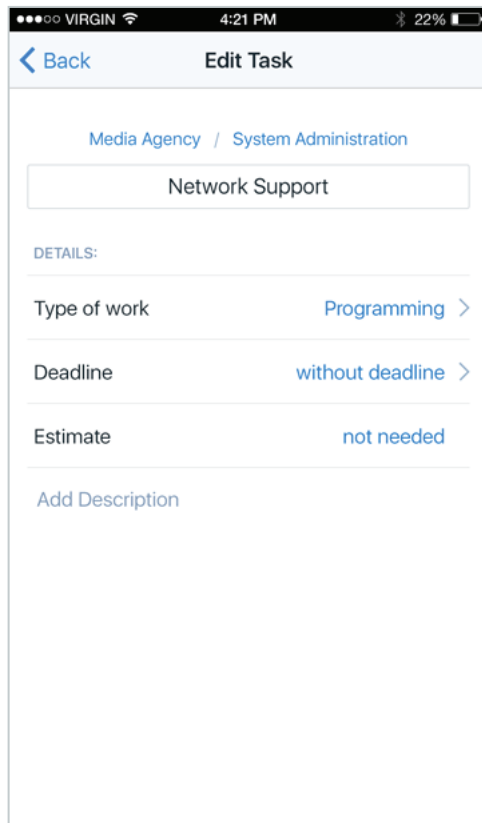 VIRGIN 4:21 PM 22%
Back Edit Task
Media Agency / System Administration
Network Support
DETAILS:
Type of work Programming
Deadline without deadline
Estimate not needed
Add Description